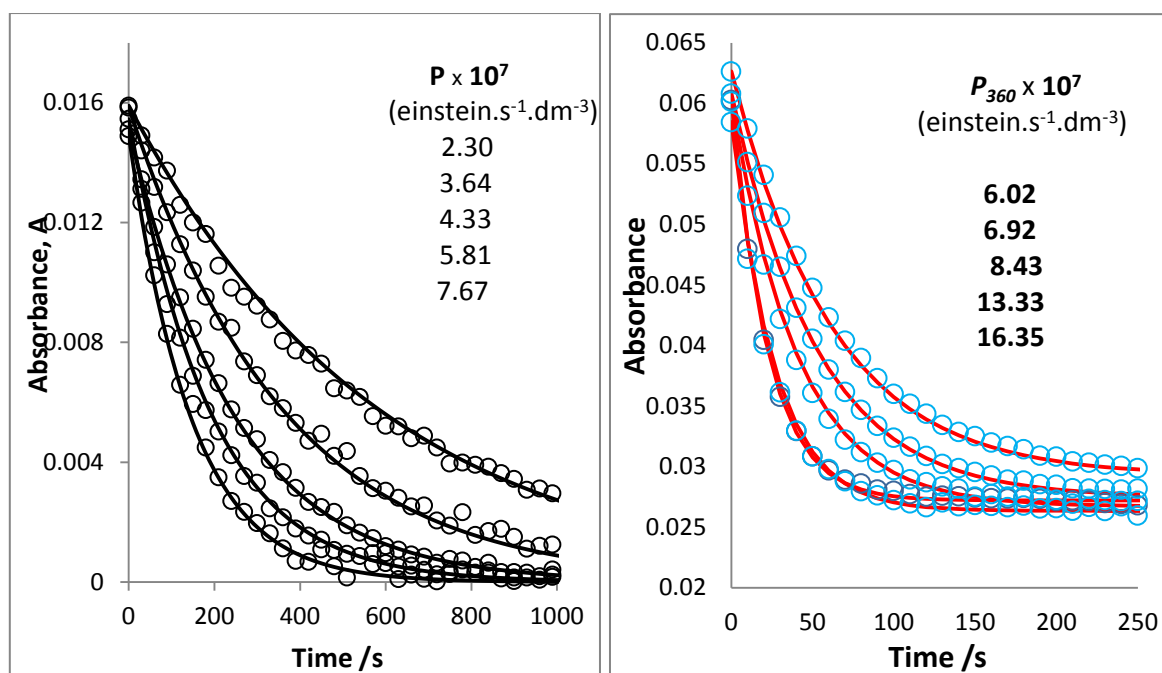 P x 10⁷
(einstein.s⁻¹.dm⁻³)
2.30
3.64
4.33
5.81
7.67
0.016
0.012
0.008
0.004
0
Absorbance, A
0 200 400 600 800 1000
Time /s
P₃₆₀ x 10⁷
(einstein.s⁻¹.dm⁻³)
6.02
6.92
8.43
13.33
16.35
0.065
0.06
0.055
0.05
0.045
0.04
0.035
0.03
0.025
0.02
Absorbance
0 50 100 150 200 250
Time /s